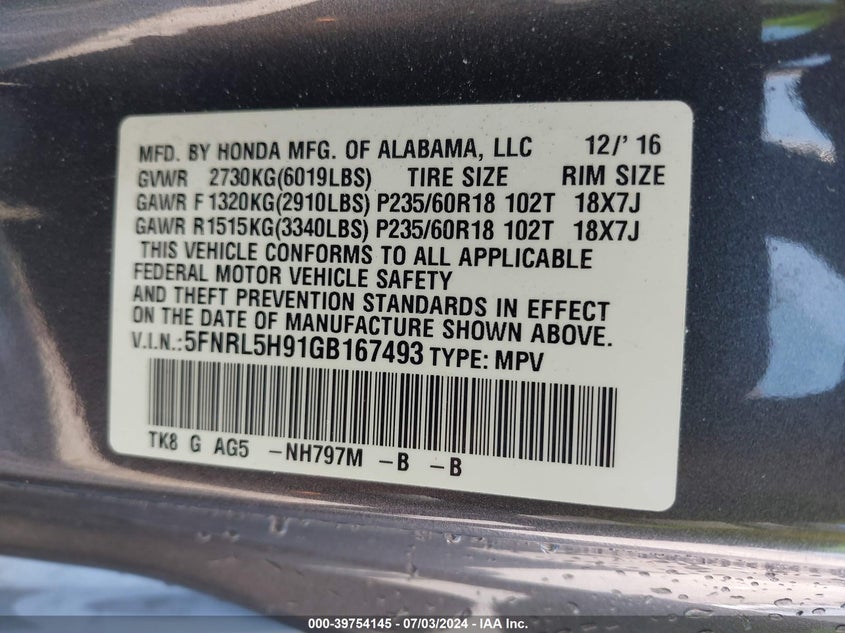 MFD. BY HONDA MFG. OF ALABAMA, LLC 12/' 16
GVWR 2730KG(6019LBS) TIRE SIZE RIM SIZE
GAWR F 1320KG(2910LBS) P235/60R18 102T 18X7J
GAWR R1515KG(3340LBS) P235/60R18 102T 18X7J
THIS VEHICLE CONFORMS TO ALL APPLICABLE
FEDERAL MOTOR VEHICLE SAFETY
AND THEFT PREVENTION STANDARDS IN EFFECT
ON THE DATE OF MANUFACTURE SHOWN ABOVE.
V.I.N.:5FNRL5H91GB167493 TYPE: MPV
TK8 G AG5 -NH797M -B -B
000-39754145 - 07/03/2024 - IAA Inc.